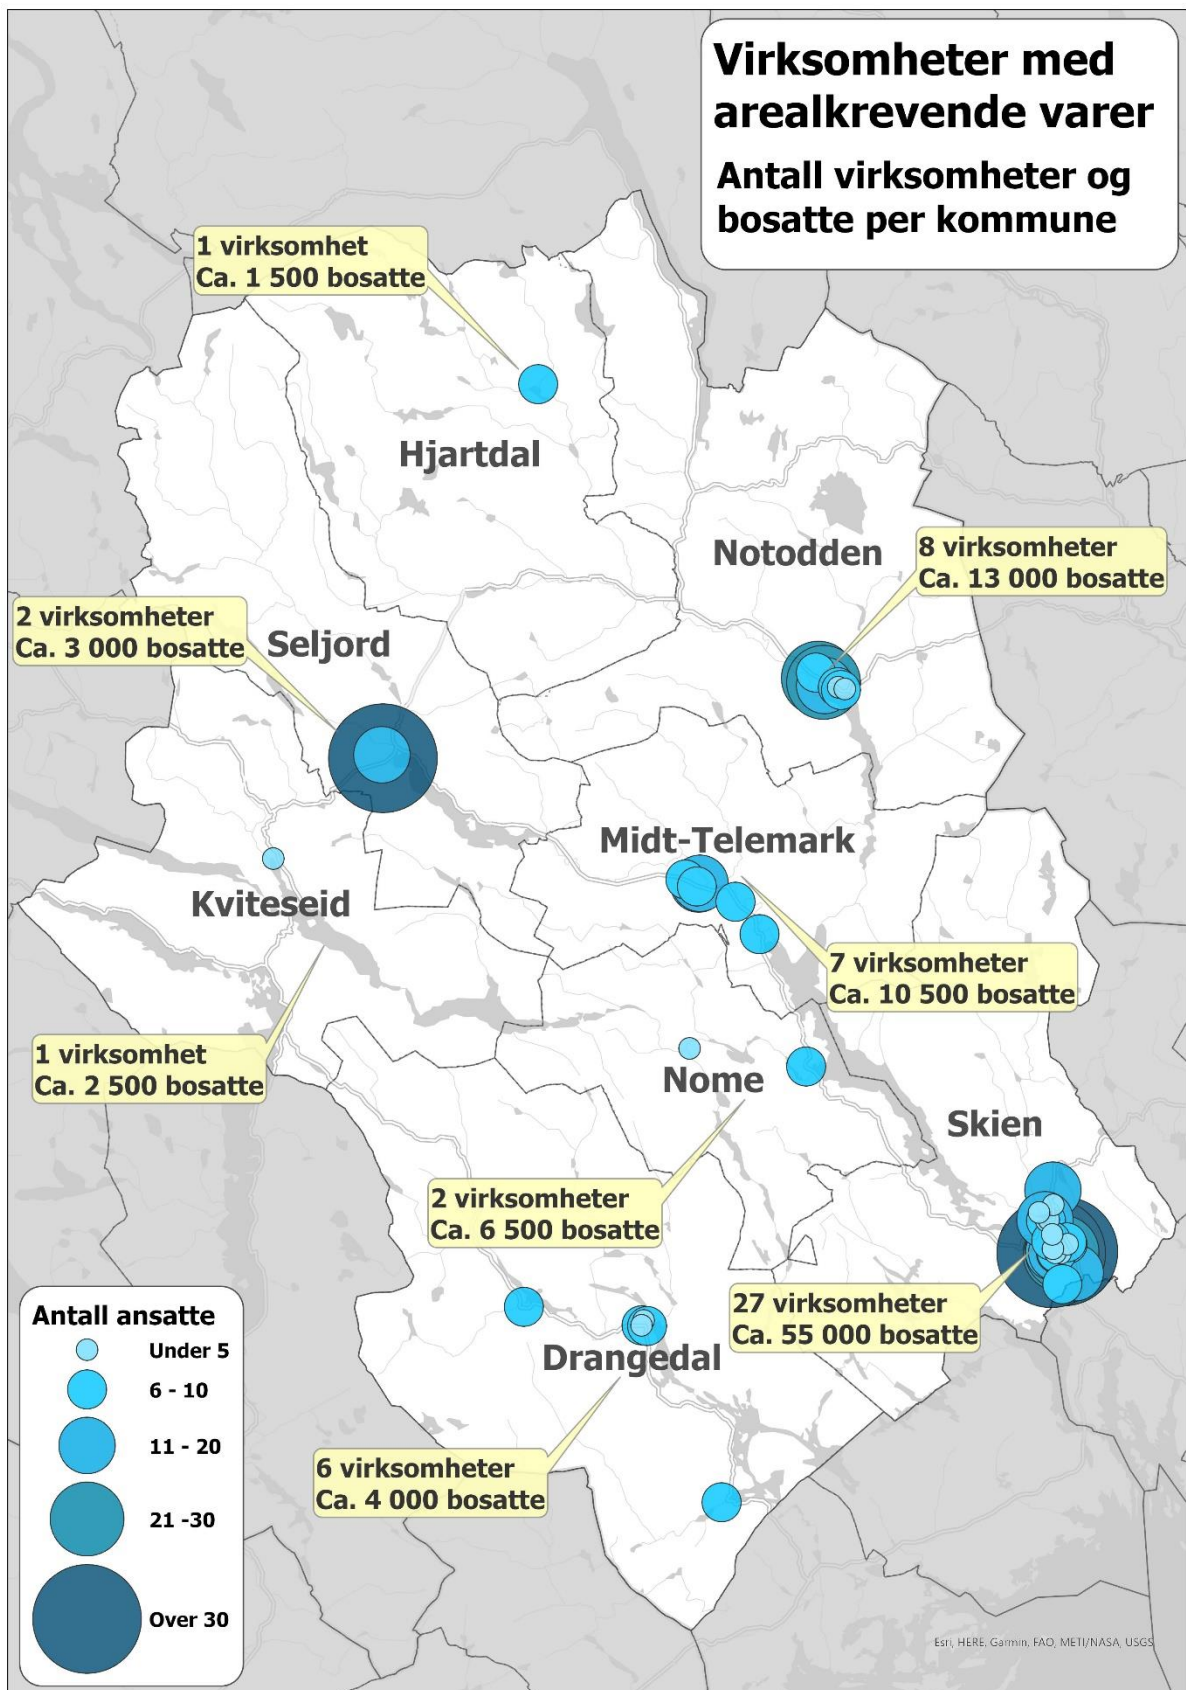 Virksomheter med
arealkrevende varer
Antall virksomheter og
bosatte per kommune
1 virksomhet
Ca. 1 500 bosatte
Hjartdal
Notodden
8 virksomheter
Ca. 13 000 bosatte
2 virksomheter
Ca. 3 000 bosatte
Seljord
Midt-Telemark
Kviteseid
7 virksomheter
Ca. 10 500 bosatte
1 virksomhet
Ca. 2 500 bosatte
Nome
Skien
2 virksomheter
Ca. 6 500 bosatte
27 virksomheter
Ca. 55 000 bosatte
Drangedal
6 virksomheter
Ca. 4 000 bosatte
Antall ansatte
Under 5
6 - 10
11 - 20
21 -30
Over 30
Esri, HERE, Garmin, FAO, METI/NASA, USGS